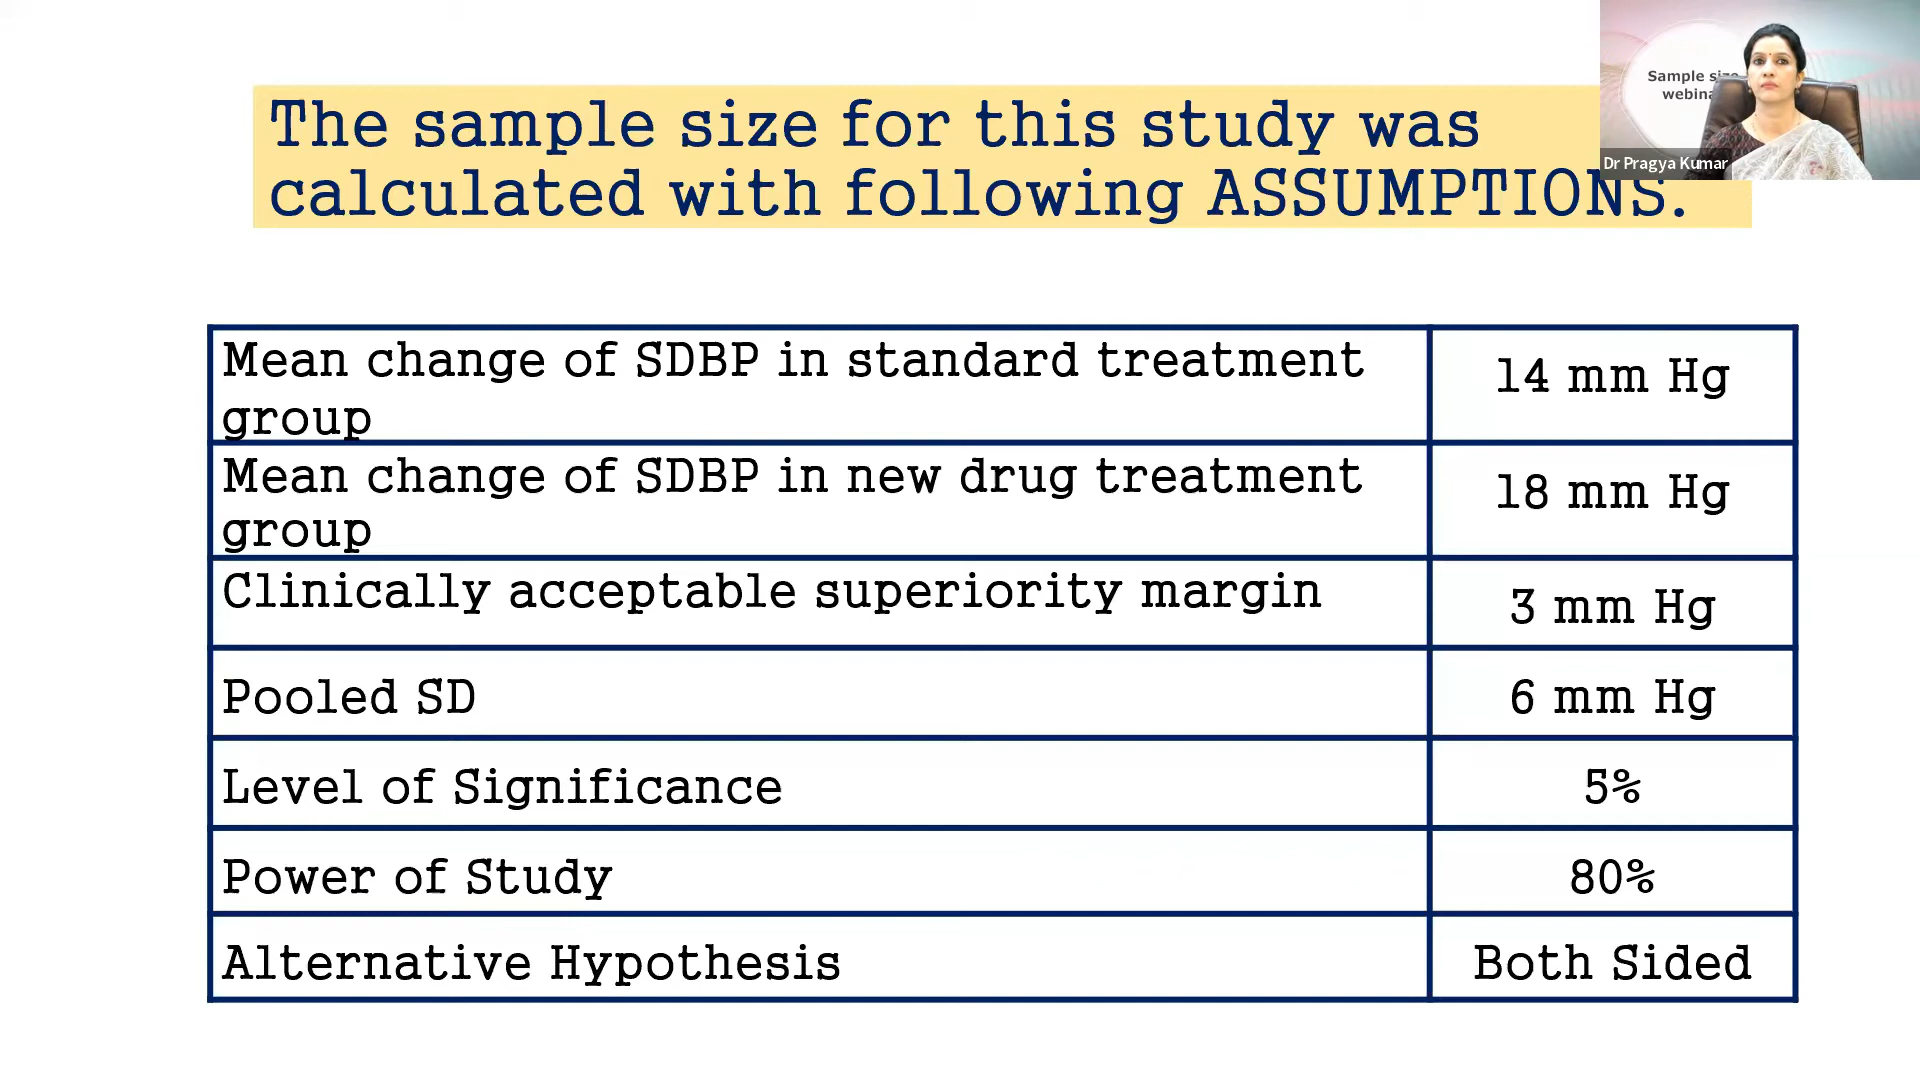 The sample size for this study was
calculated with following ASSUMPTIONS.
Sample size
webina
Dr Pragya Kumar
Mean change of SDBP in standard treatment
group
14 mm Hg
Mean change of SDBP in new drug treatment
group
18 mm Hg
Clinically acceptable superiority margin
3 mm Hg
Pooled SD
6 mm Hg
Level of Significance
5%
Power of Study
80%
Alternative Hypothesis
Both Sided